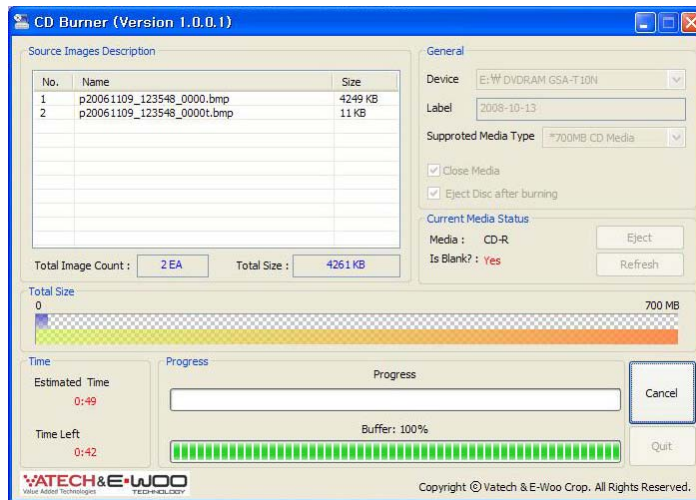 CD Burner (Version 1.0.0.1)
Source Images Description
No. Name Size
1 p20061109_123548_0000.bmp 4249 KB
2 p20061109_123548_0000t.bmp 11 KB
Total Image Count : 2 EA Total Size : 4261 KB
General
Device E:₩ DVDRAM GSA-T10N
Label 2008-10-13
Supproted Media Type *700MB CD Media
Close Media
Eject Disc after burning
Current Media Status
Media : CD-R Eject
Is Blank? : Yes Refresh
Total Size
0 700 MB
Time
Estimated Time
0:49
Time Left
0:42
Progress
Progress
Buffer: 100%
Cancel
Quit
VATECH & E-WOO
Value Added Technologies TECHNOLOGY
Copyright © Vatech & E-Woo Crop. All Rights Reserved.